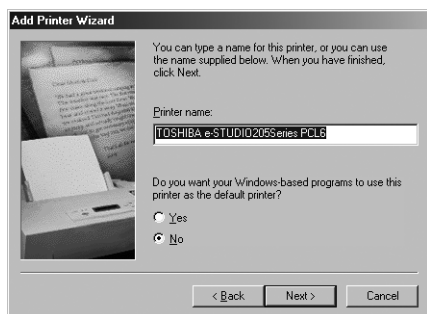 Add Printer Wizard
You can type a name for this printer, or you can use
the name supplied below. When you have finished,
click Next.
Printer name:
TOSHIBA e-STUDIO205Series PCL6
Do you want your Windows-based programs to use this
printer as the default printer?
Yes
No
< Back
Next >
Cancel